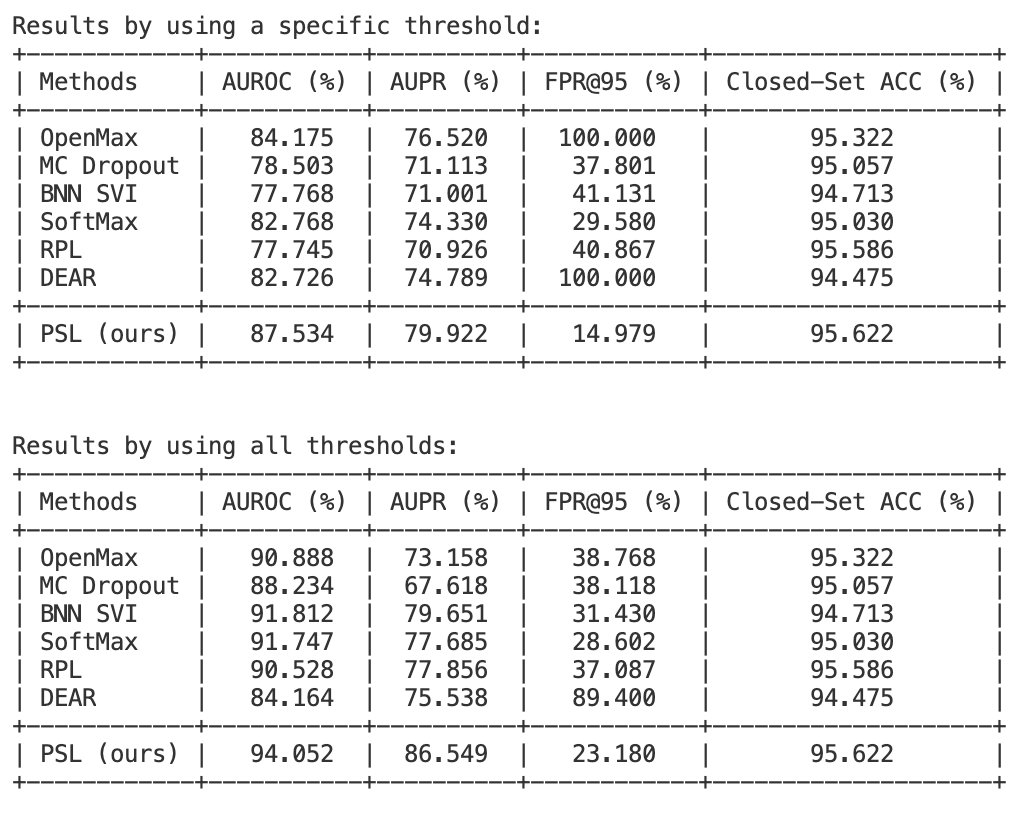 Results by using a specific threshold:
+------------+------------+-----------+-------------+---------------------+
| Methods    | AUROC (%) | AUPR (%) | FPR@95 (%) | Closed-Set ACC (%) |
+------------+------------+-----------+-------------+---------------------+
| OpenMax    |   84.175  |  76.520  |  100.000   |       95.322       |
| MC Dropout |   78.503  |  71.113  |   37.801   |       95.057       |
| BNN SVI    |   77.768  |  71.001  |   41.131   |       94.713       |
| SoftMax    |   82.768  |  74.330  |   29.580   |       95.030       |
| RPL        |   77.745  |  70.926  |   40.867   |       95.586       |
| DEAR       |   82.726  |  74.789  |  100.000   |       94.475       |
+------------+------------+-----------+-------------+---------------------+
| PSL (ours) |   87.534  |  79.922  |   14.979   |       95.622       |
+------------+------------+-----------+-------------+---------------------+
Results by using all thresholds:
+------------+------------+-----------+-------------+---------------------+
| Methods    | AUROC (%) | AUPR (%) | FPR@95 (%) | Closed-Set ACC (%) |
+------------+------------+-----------+-------------+---------------------+
| OpenMax    |   90.888  |  73.158  |   38.768   |       95.322       |
| MC Dropout |   88.234  |  67.618  |   38.118   |       95.057       |
| BNN SVI    |   91.812  |  79.651  |   31.430   |       94.713       |
| SoftMax    |   91.747  |  77.685  |   28.602   |       95.030       |
| RPL        |   90.528  |  77.856  |   37.087   |       95.586       |
| DEAR       |   84.164  |  75.538  |   89.400   |       94.475       |
+------------+------------+-----------+-------------+---------------------+
| PSL (ours) |   94.052  |  86.549  |   23.180   |       95.622       |
+------------+------------+-----------+-------------+---------------------+